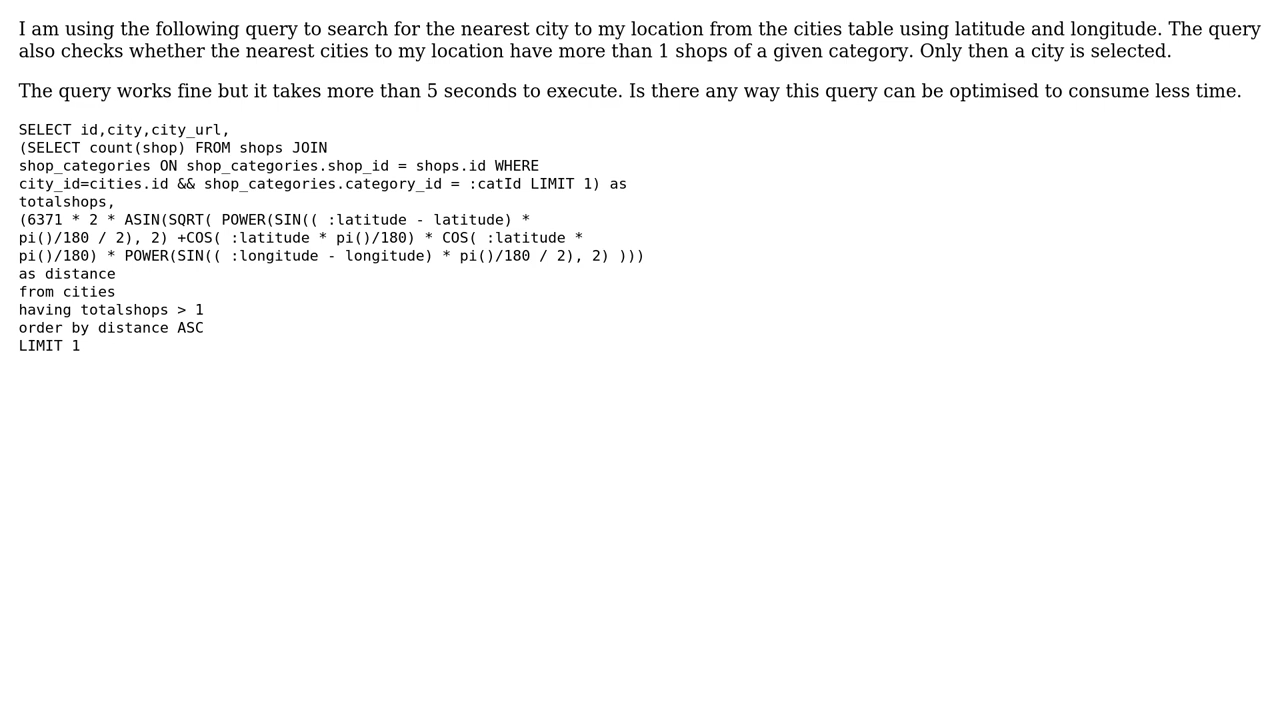 I am using the following query to search for the nearest city to my location from the cities table using latitude and longitude. The query
also checks whether the nearest cities to my location have more than 1 shops of a given category. Only then a city is selected.
The query works fine but it takes more than 5 seconds to execute. Is there any way this query can be optimised to consume less time.
SELECT id,city,city_url,
(SELECT count(shop) FROM shops JOIN
shop_categories ON shop_categories.shop_id = shops.id WHERE
city_id=cities.id && shop_categories.category_id = :catId LIMIT 1) as
totalshops,
(6371 * 2 * ASIN(SQRT( POWER(SIN(( :latitude - latitude) *
pi()/180 / 2), 2) +COS( :latitude * pi()/180) * COS( :latitude *
pi()/180) * POWER(SIN(( :longitude - longitude) * pi()/180 / 2), 2) )))
as distance
from cities
having totalshops > 1
order by distance ASC
LIMIT 1